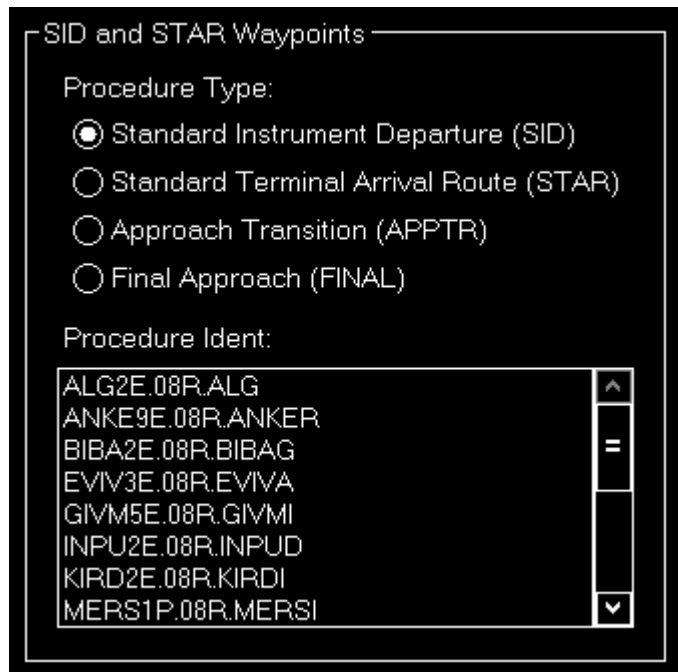 SID and STAR Waypoints
Procedure Type:
Standard Instrument Departure (SID)
Standard Terminal Arrival Route (STAR)
Approach Transition (APPTR)
Final Approach (FINAL)
Procedure Ident:
ALG2E.08R.ALG
ANKE9E.08R.ANKER
BIBA2E.08R.BIBAG
EVIV3E.08R.EVIVA
GIVM5E.08R.GIVMI
INPU2E.08R.INPUD
KIRD2E.08R.KIRDI
MERS1P.08R.MERSI